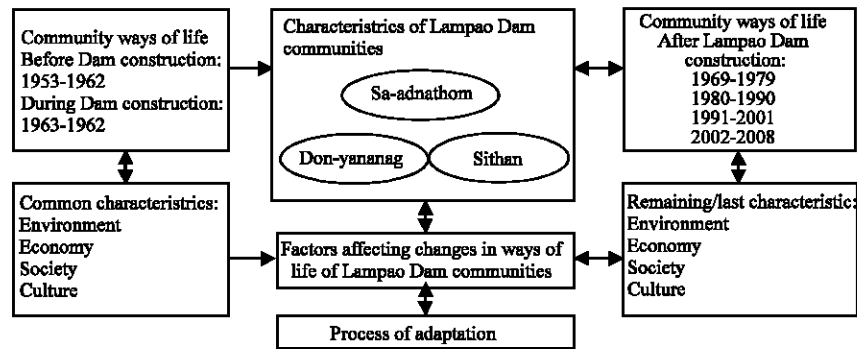 Community ways of life
Before Dam construction:
1953-1962
During Dam construction:
1963-1962
Characteristrics of Lampao Dam
communities
Sa-adnathom
Don-yananag
Sithan
Community ways of life
After Lampao Dam
construction:
1969-1979
1980-1990
1991-2001
2002-2008
Common characteristrics:
Environment
Economy
Society
Culture
Factors affecting changes in ways of
life of Lampao Dam communities
Remaining/last characteristic:
Environment
Economy
Society
Culture
Process of adaptation